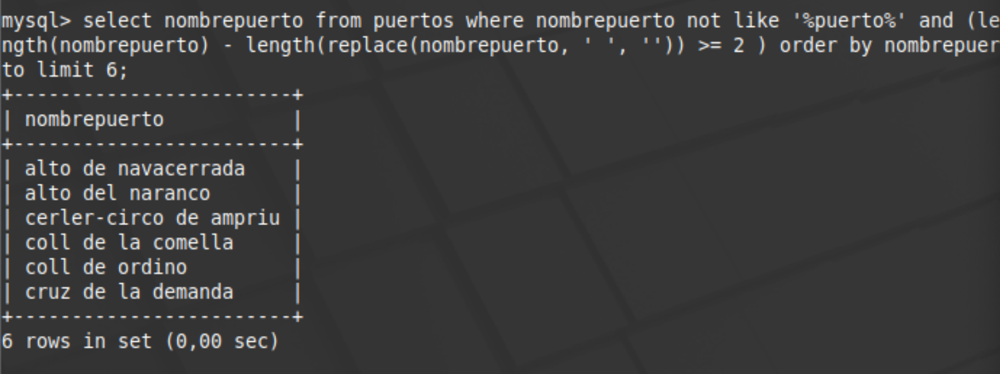 mysql> select nombrepuerto from puertos where nombrepuerto not like '%puerto%' and (le
ngth(nombrepuerto) - length(replace(nombrepuerto, ' ', '')) >= 2 ) order by nombrepuer
to limit 6;
+------------------------+
| nombrepuerto           |
+------------------------+
| alto de navacerrada    |
| alto del naranco       |
| cerler-circo de ampriu |
| coll de la comella     |
| coll de ordino         |
| cruz de la demanda     |
+------------------------+
6 rows in set (0,00 sec)